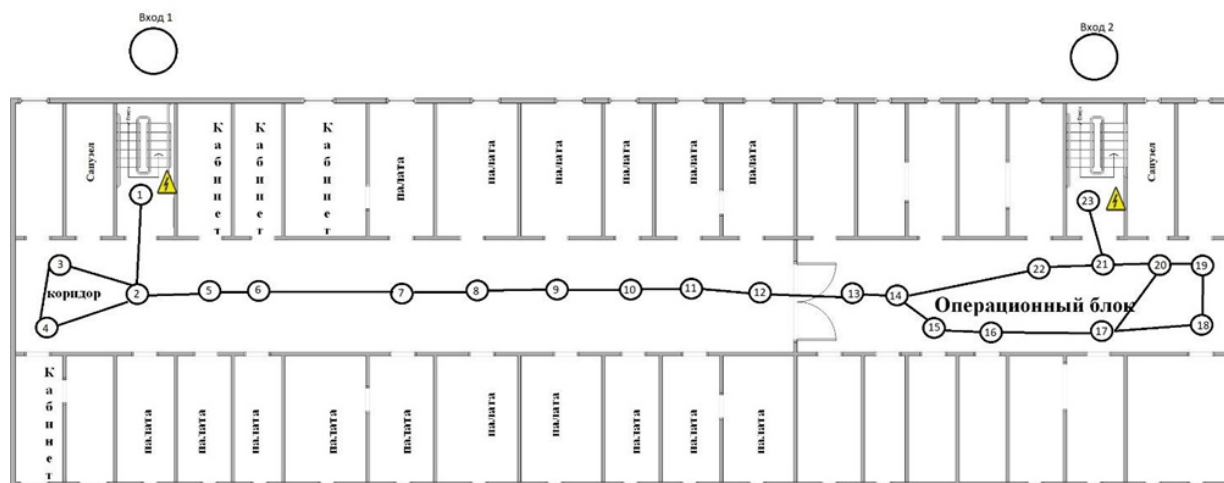 Вход 1
Вход 2
Санузел
Кабинет
Кабинет
Кабинет
палата
палата
палата
палата
палата
палата
Санузел
1
23
3
коридор
2
5
6
7
8
9
10
11
12
13
14
22
21
20
19
Операционный блок
4
15
16
17
18
Кабинет
палата
палата
палата
палата
палата
палата
палата
палата
палата
палата